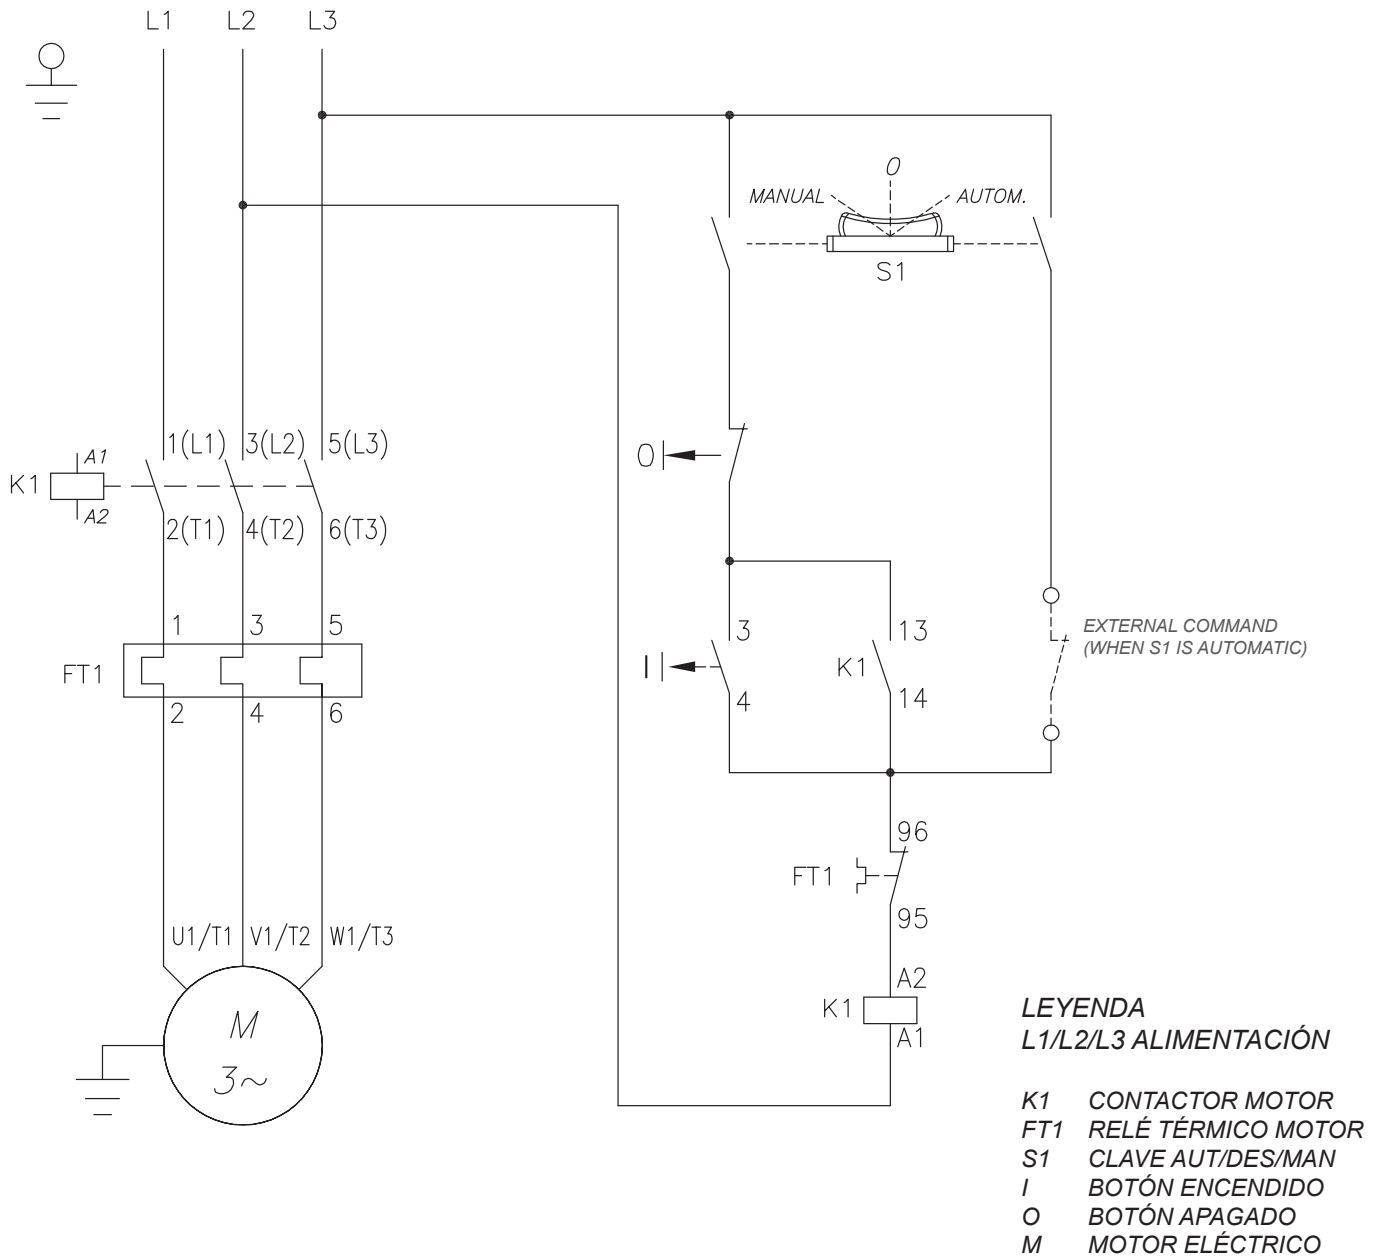 L1 L2 L3
O
MANUAL AUTOM.
S1
1(L1) 3(L2) 5(L3)
A1
K1
A2
2(T1) 4(T2) 6(T3)
O
1 3 5
FT1
2 4 6
3 13
I K1
4 14
EXTERNAL COMMAND
(WHEN S1 IS AUTOMATIC)
96
FT1
95
U1/T1 V1/T2 W1/T3
M
3~
A2
K1
A1
LEYENDA
L1/L2/L3 ALIMENTACIÓN
K1 CONTACTOR MOTOR
FT1 RELÉ TÉRMICO MOTOR
S1 CLAVE AUT/DES/MAN
I BOTÓN ENCENDIDO
O BOTÓN APAGADO
M MOTOR ELÉCTRICO